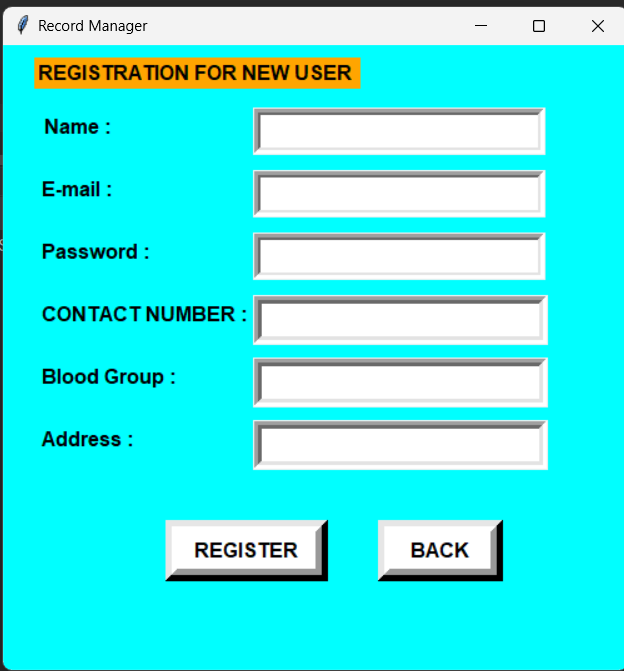 Record Manager
REGISTRATION FOR NEW USER
Name :
E-mail :
Password :
CONTACT NUMBER :
Blood Group :
Address :
REGISTER BACK